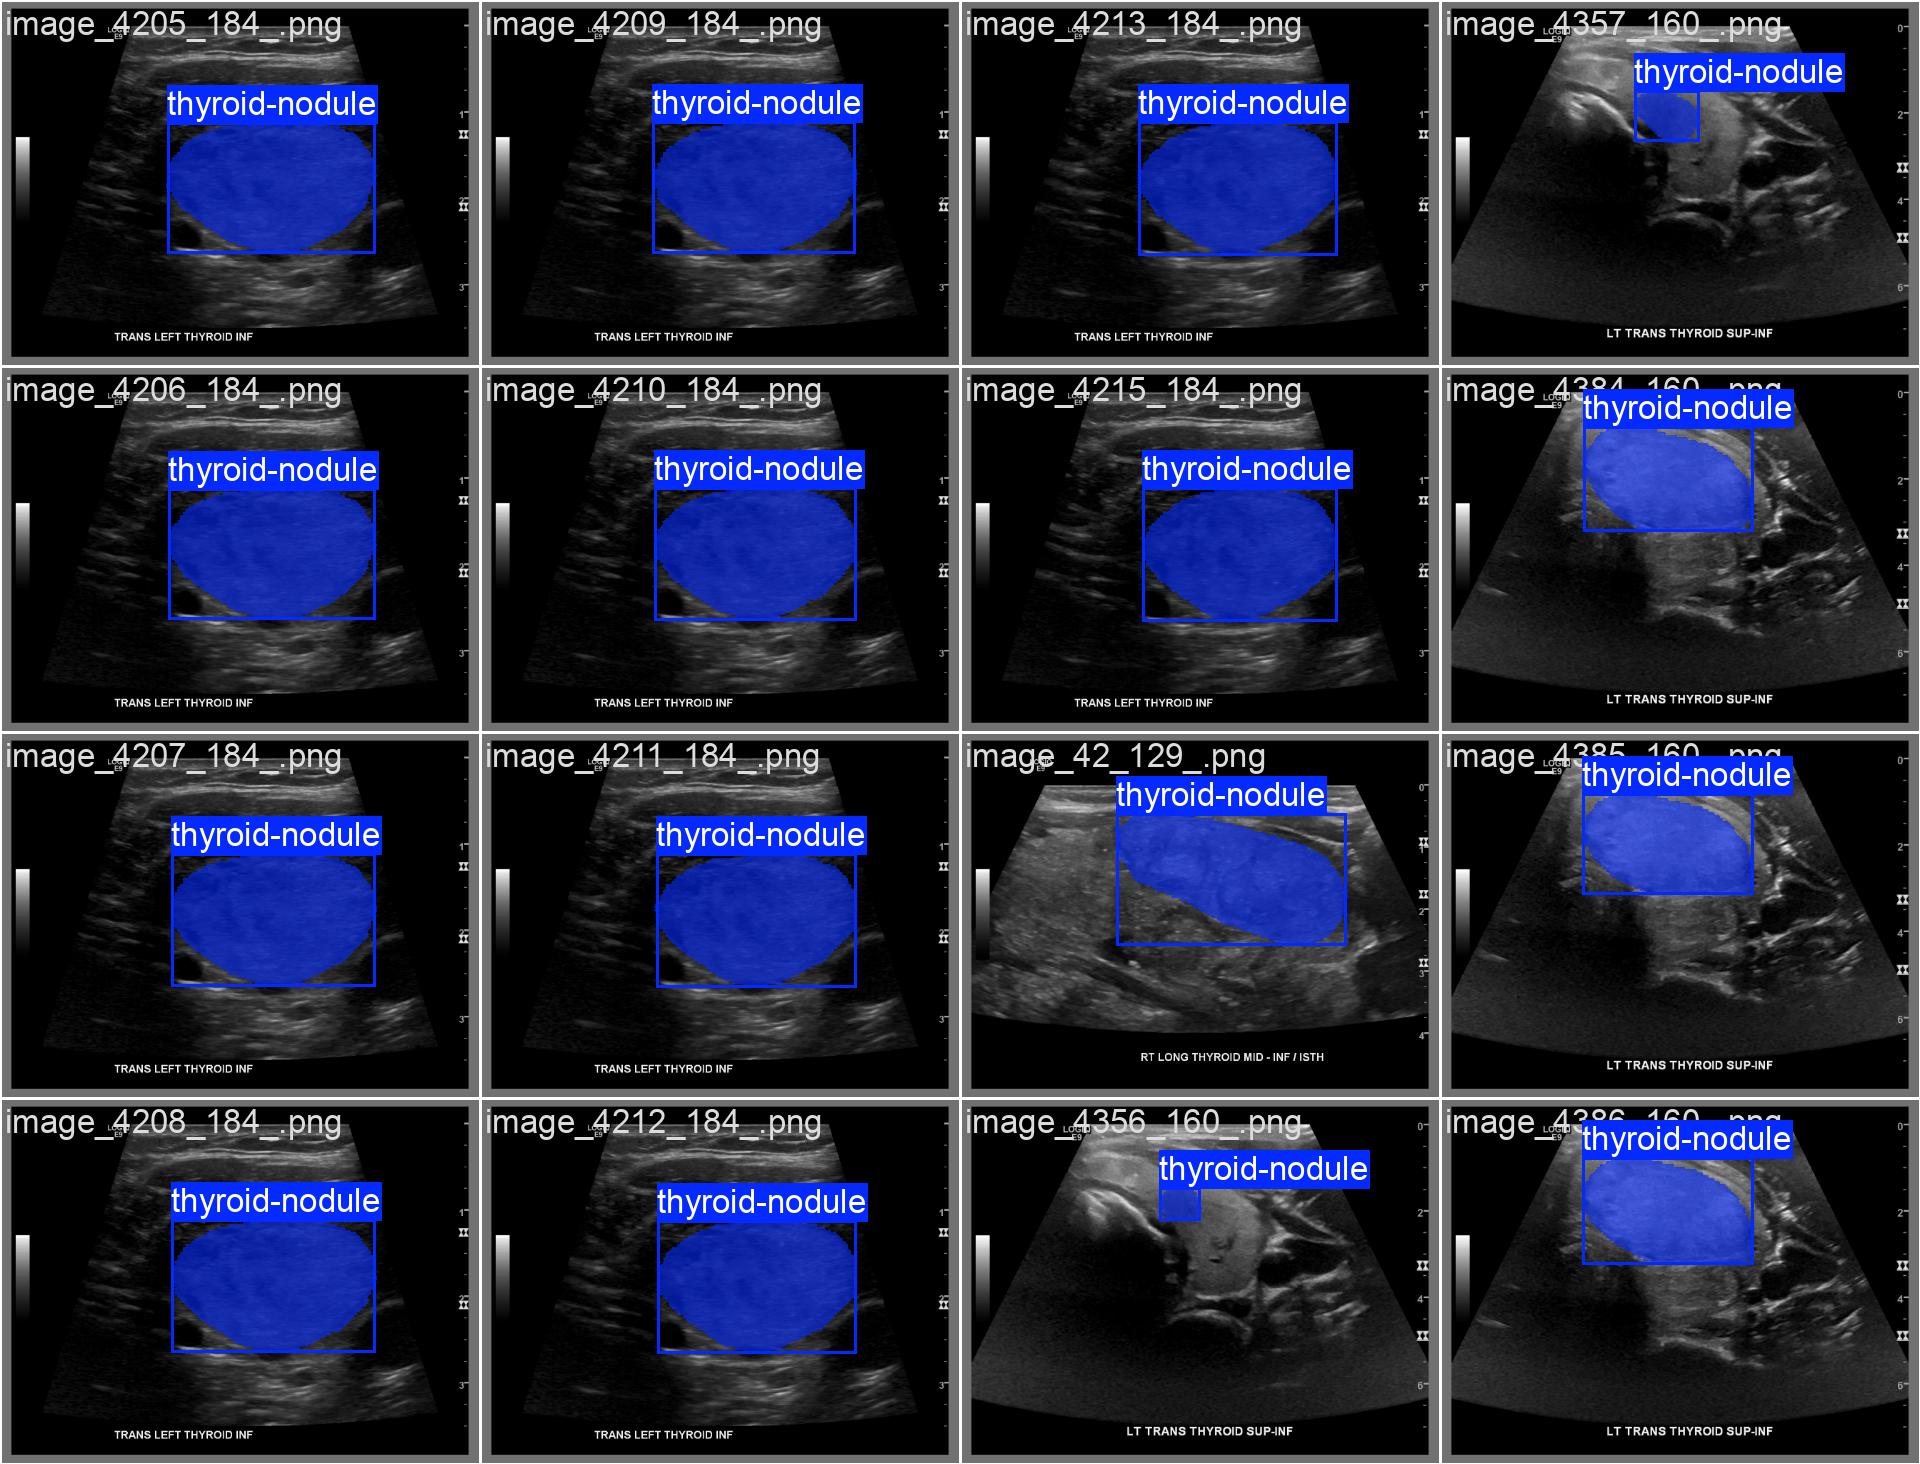 image_4205_184_.png
thyroid-nodule
TRANS LEFT THYROID INF
image_4209_184_.png
thyroid-nodule
TRANS LEFT THYROID INF
image_4213_184_.png
thyroid-nodule
TRANS LEFT THYROID INF
image_4357_160_.png
thyroid-nodule
LT TRANS THYROID SUP-INF
image_4206_184_.png
thyroid-nodule
TRANS LEFT THYROID INF
image_4210_184_.png
thyroid-nodule
TRANS LEFT THYROID INF
image_4215_184_.png
thyroid-nodule
TRANS LEFT THYROID INF
image_4384_160_.png
thyroid-nodule
LT TRANS THYROID SUP-INF
image_4207_184_.png
thyroid-nodule
TRANS LEFT THYROID INF
image_4211_184_.png
thyroid-nodule
TRANS LEFT THYROID INF
image_42_129_.png
thyroid-nodule
RT LONG THYROID MID - INF / ISTH
image_4385_160_.png
thyroid-nodule
LT TRANS THYROID SUP-INF
image_4208_184_.png
thyroid-nodule
TRANS LEFT THYROID INF
image_4212_184_.png
thyroid-nodule
TRANS LEFT THYROID INF
image_4356_160_.png
thyroid-nodule
LT TRANS THYROID SUP-INF
image_4386_160_.png
thyroid-nodule
LT TRANS THYROID SUP-INF